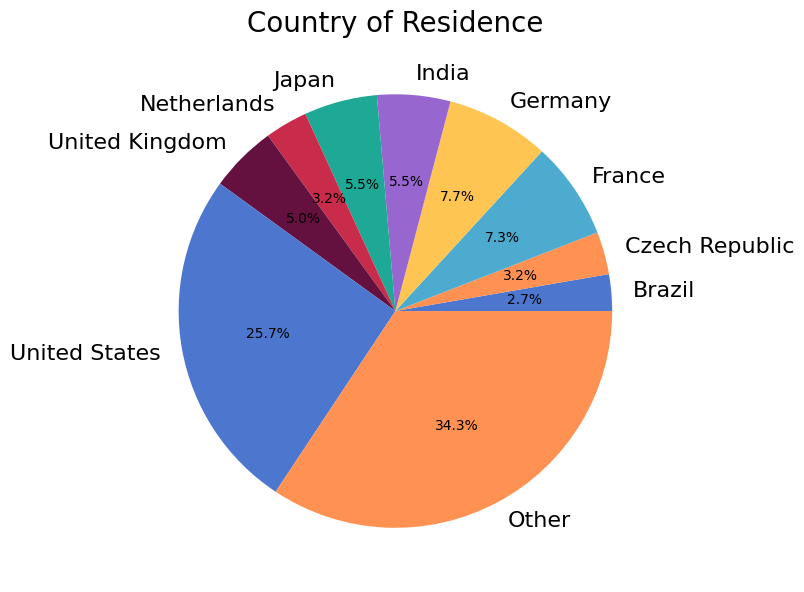 Country of Residence
India
Japan
Germany
Netherlands
United Kingdom
France
5.5%
5.5%
7.7%
3.2%
5.0%
7.3%
Czech Republic
3.2%
Brazil
2.7%
25.7%
United States
34.3%
Other